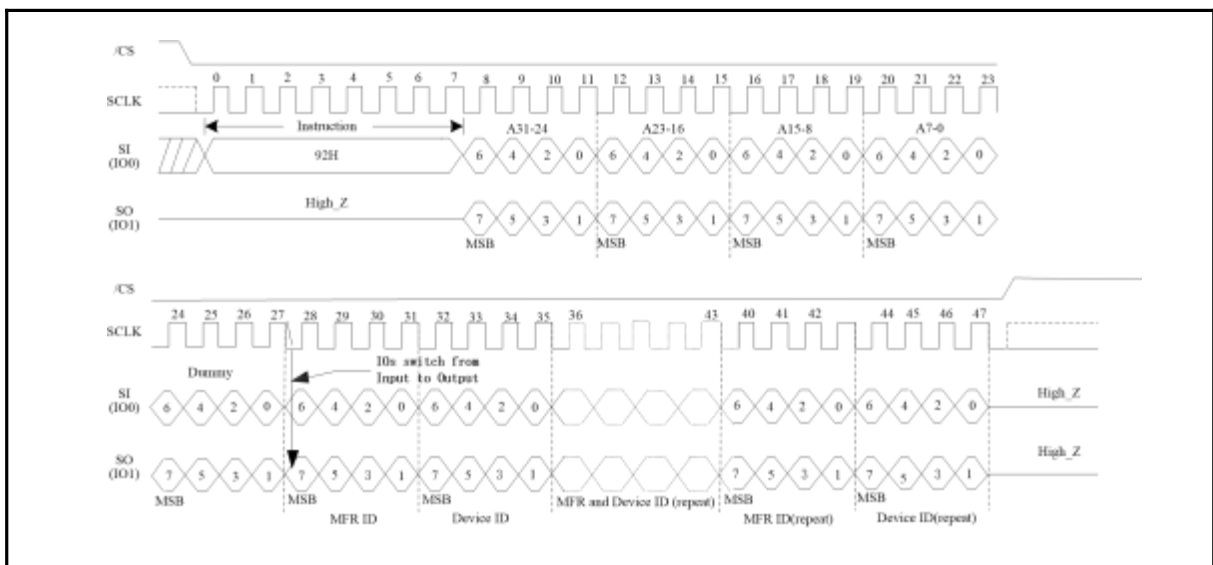 /CS
0 1 2 3 4 5 6 7 8 9 10 11 12 13 14 15 16 17 18 19 20 21 22 23
SCLK
Instruction A31-24 A23-16 A15-8 A7-0
SI
(IO0) 92H 6 4 2 0 6 4 2 0 6 4 2 0 6 4 2 0
High_Z
SO
(IO1) 7 5 3 1 7 5 3 1 7 5 3 1 7 5 3 1
MSB MSB MSB MSB
/CS
24 25 26 27 28 29 30 31 32 33 34 35 36 43 40 41 42 44 45 46 47
SCLK
IOs switch from
Dummy Input to Output
SI
(IO0) 6 4 2 0 6 4 2 0 6 4 2 0 6 4 2 0 6 4 2 0 High_Z
SO
(IO1) 7 5 3 1 7 5 3 1 7 5 3 1 7 5 3 1 7 5 3 1 High_Z
MSB MSB MSB MFR and Device ID (repeat) MSB MSB
MFR ID Device ID MFR ID(repeat) Device ID(repeat)